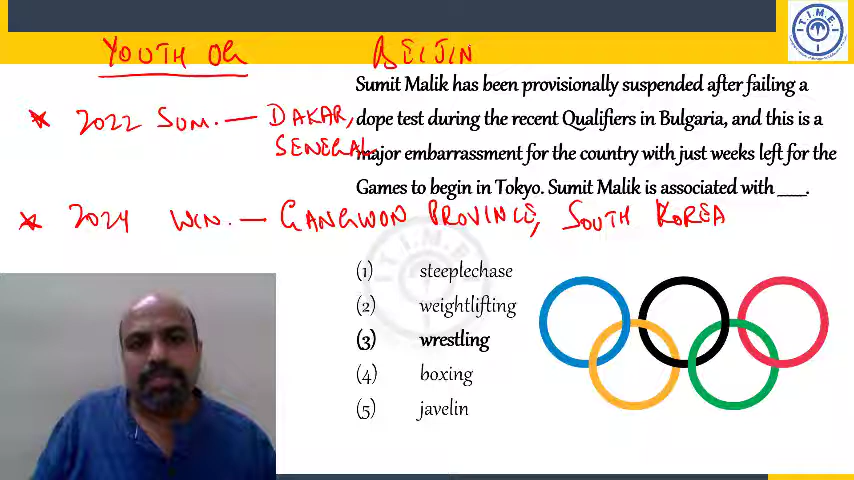 YOUTH OG BEIJIN
Sumit Malik has been provisionally suspended after failing a
★ 2022 SUM. — DAKAR, dope test during the recent Qualifiers in Bulgaria, and this is a
SENEGAL major embarrassment for the country with just weeks left for the
Games to begin in Tokyo. Sumit Malik is associated with ___.
★ 2024 WIN. — GANGWON PROVINCE, SOUTH KOREA
(1) steeplechase
(2) weightlifting
(3) wrestling
(4) boxing
(5) javelin
I.T.I.M.E.I